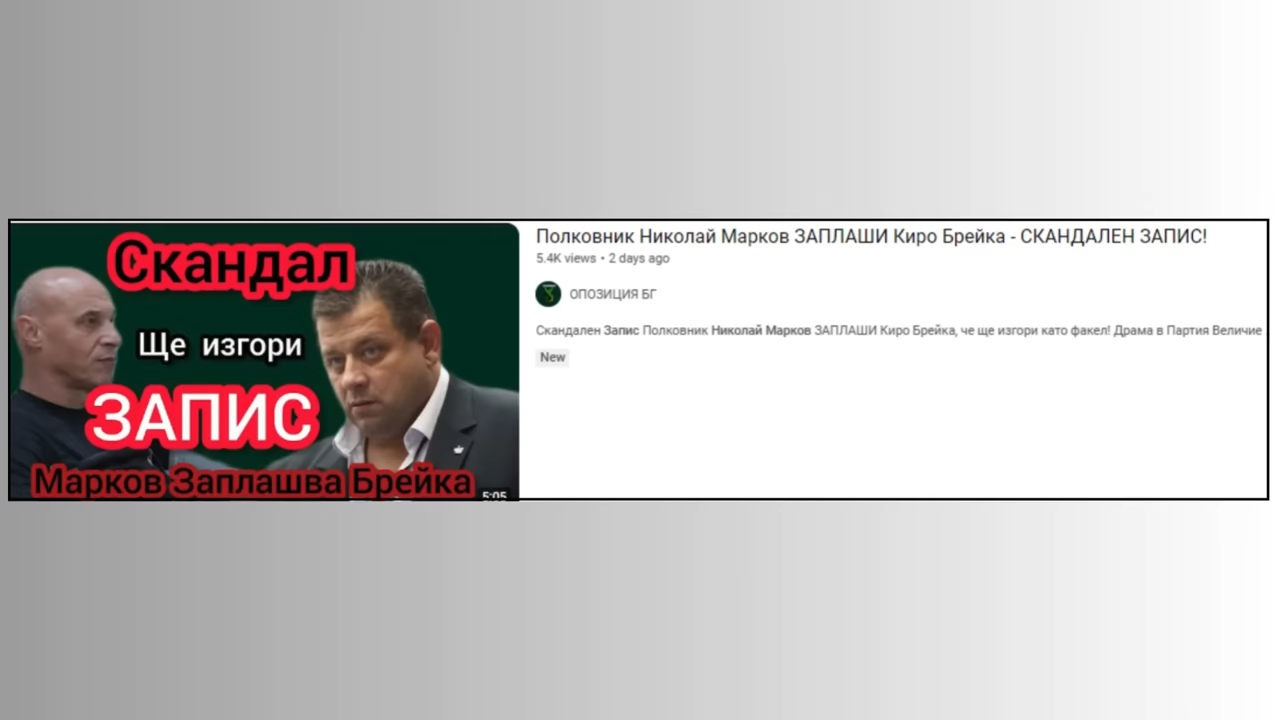 Скандал
Ще изгори
ЗАПИС
Марков Заплашва Брейка
5:05
Полковник Николай Марков ЗАПЛАШИ Киро Брейка - СКАНДАЛЕН ЗАПИС!
5.4K views • 2 days ago
ОПОЗИЦИЯ БГ
Скандален Запис Полковник Николай Марков ЗАПЛАШИ Киро Брейка, че ще изгори като факел! Драма в Партия Величие
New